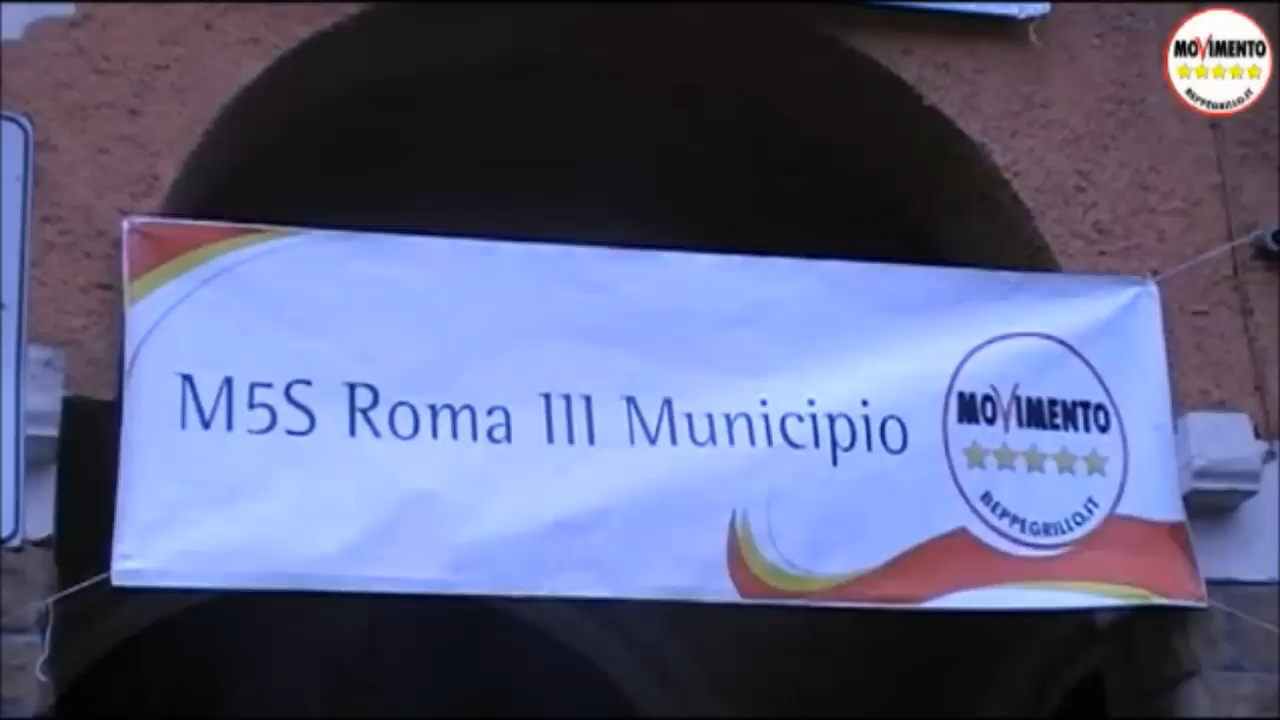 MOVIMENTO
BEPPEGRILLO.IT
M5S Roma III Municipio
MOVIMENTO
BEPPEGRILLO.IT